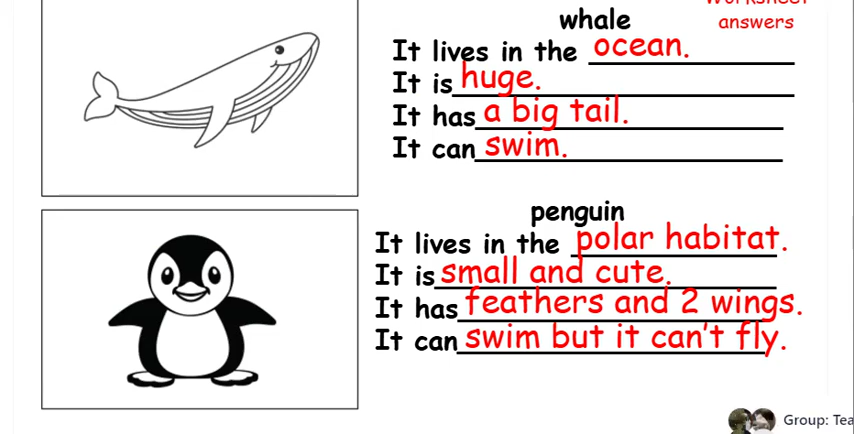 answers
whale
It lives in the ocean.
It is huge.
It has a big tail.
It can swim.
penguin
It lives in the polar habitat.
It is small and cute.
It has feathers and 2 wings.
It can swim but it can't fly.
Group: Tea